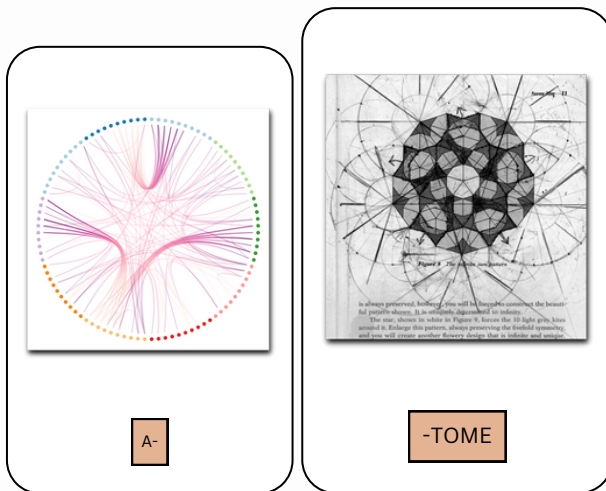 A-
Figure 9 The infinite sun pattern
is always preserved, however, you will be forced to construct the beauti-
ful pattern shown. It is uniquely determined to infinity.
The star, shown in white in Figure 9, forces the 10 light grey kites
around it. Enlarge this pattern, always preserving the fivefold symmetry,
and you will create another flowery design that is infinite and unique.
-TOME